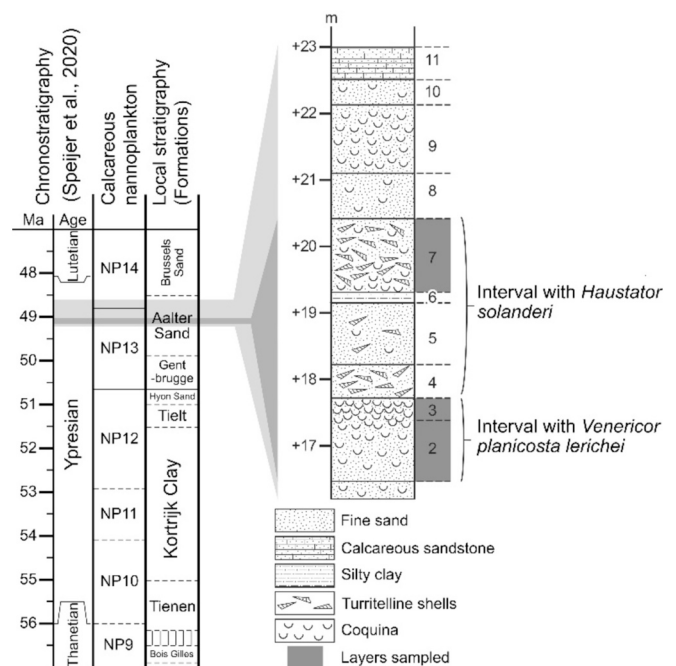 Chronostratigraphy
(Speijer et al., 2020)
Calcareous
nannoplankton
Local stratigraphy
(Formations)
Ma
Age
48
49
50
51
52
53
54
55
56
Lutetian
Ypresian
Thanetian
NP14
NP13
NP12
NP11
NP10
NP9
Brussels
Sand
Aalter
Sand
Gent
-brugge
Hyon Sand
Tielt
Kortrijk Clay
Tienen
Bois Gilles
m
+23
+22
+21
+20
+19
+18
+17
11
10
9
8
7
6
5
4
3
2
Interval with Haustator
solanderi
Interval with Venericor
planicosta lerichei
Fine sand
Calcareous sandstone
Silty clay
Turritelline shells
Coquina
Layers sampled